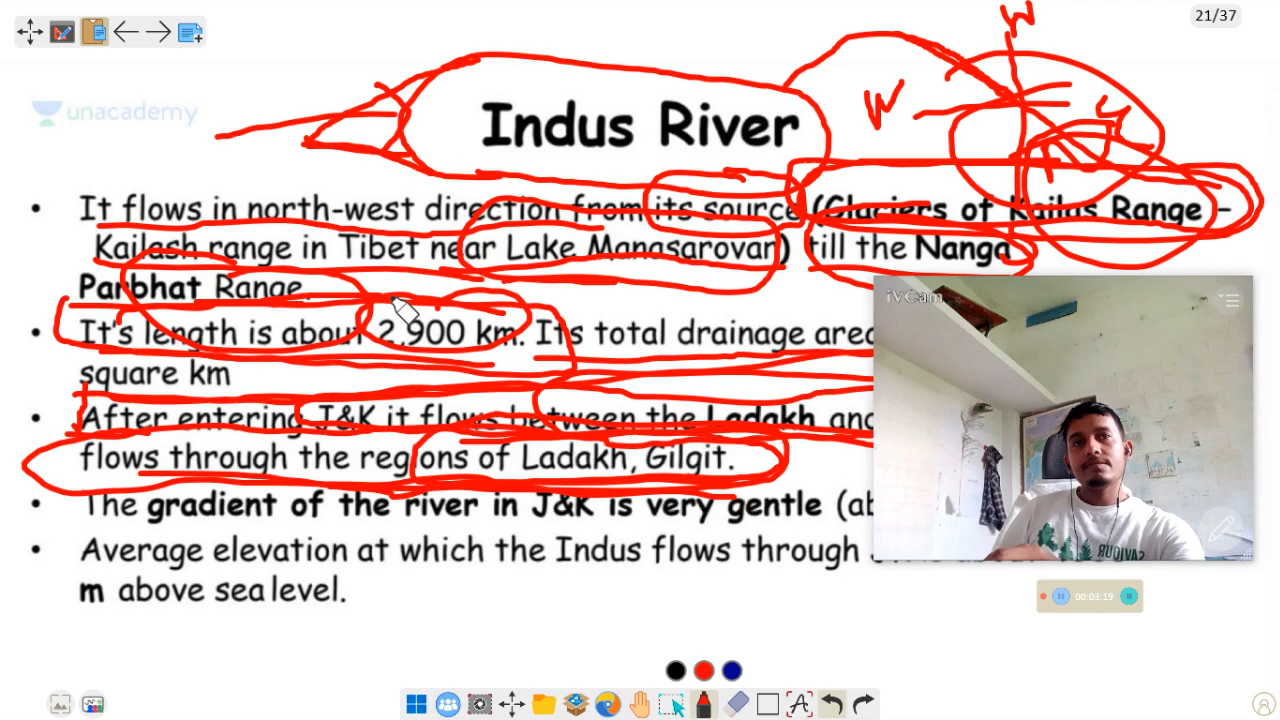 21/37
unacademy
Indus River
N
W
• It flows in north-west direction from its source (Glaciers of Kailas Range –
Kailash range in Tibet near Lake Manasarovar) till the Nanga
Parbhat Range.
• It's length is about 2,900 km. Its total drainage area
square km
• After entering J&K it flows between the Ladakh and
flows through the regions of Ladakh, Gilgit.
• The gradient of the river in J&K is very gentle
• Average elevation at which the Indus flows through
m above sea level.
iVCam
00:03:19